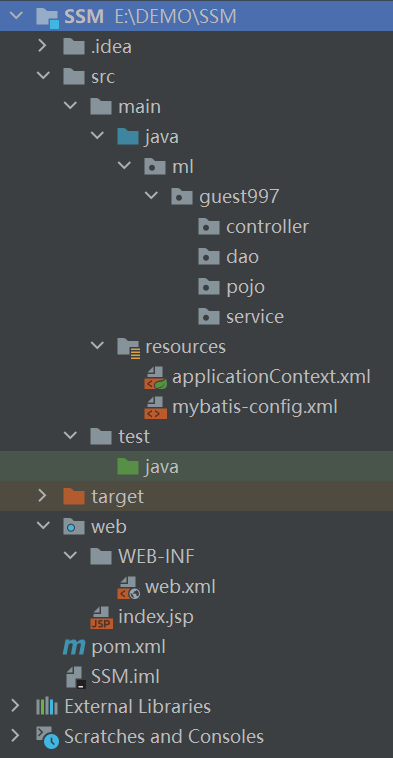 SSM E:\DEMO\SSM
.idea
src
main
java
ml
guest997
controller
dao
pojo
service
resources
applicationContext.xml
mybatis-config.xml
test
java
target
web
WEB-INF
web.xml
JSP index.jsp
m pom.xml
SSM.iml
External Libraries
Scratches and Consoles